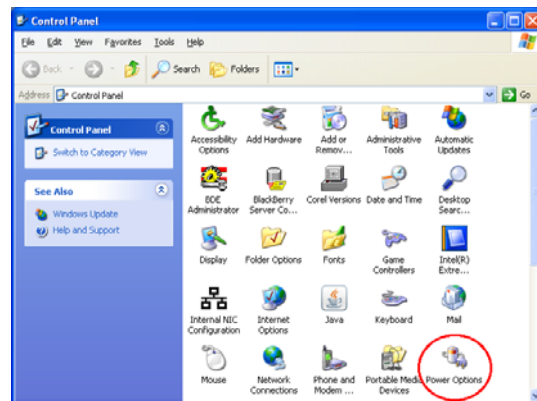 Control Panel
File Edit View Favorites Tools Help
Back Search Folders
Address Control Panel Go
Control Panel
Switch to Category View
See Also
Windows Update
Help and Support
Accessibility Options
Add Hardware
Add or Remov...
Administrative Tools
Automatic Updates
BDE Administrator
BlackBerry Server Co...
Corel Versions
Date and Time
Desktop Searc...
Display
Folder Options
Fonts
Game Controllers
Intel(R) Extre...
Internal NIC Configuration
Internet Options
Java
Keyboard
Mail
Mouse
Network Connections
Phone and Modem ...
Portable Media Devices
Power Options